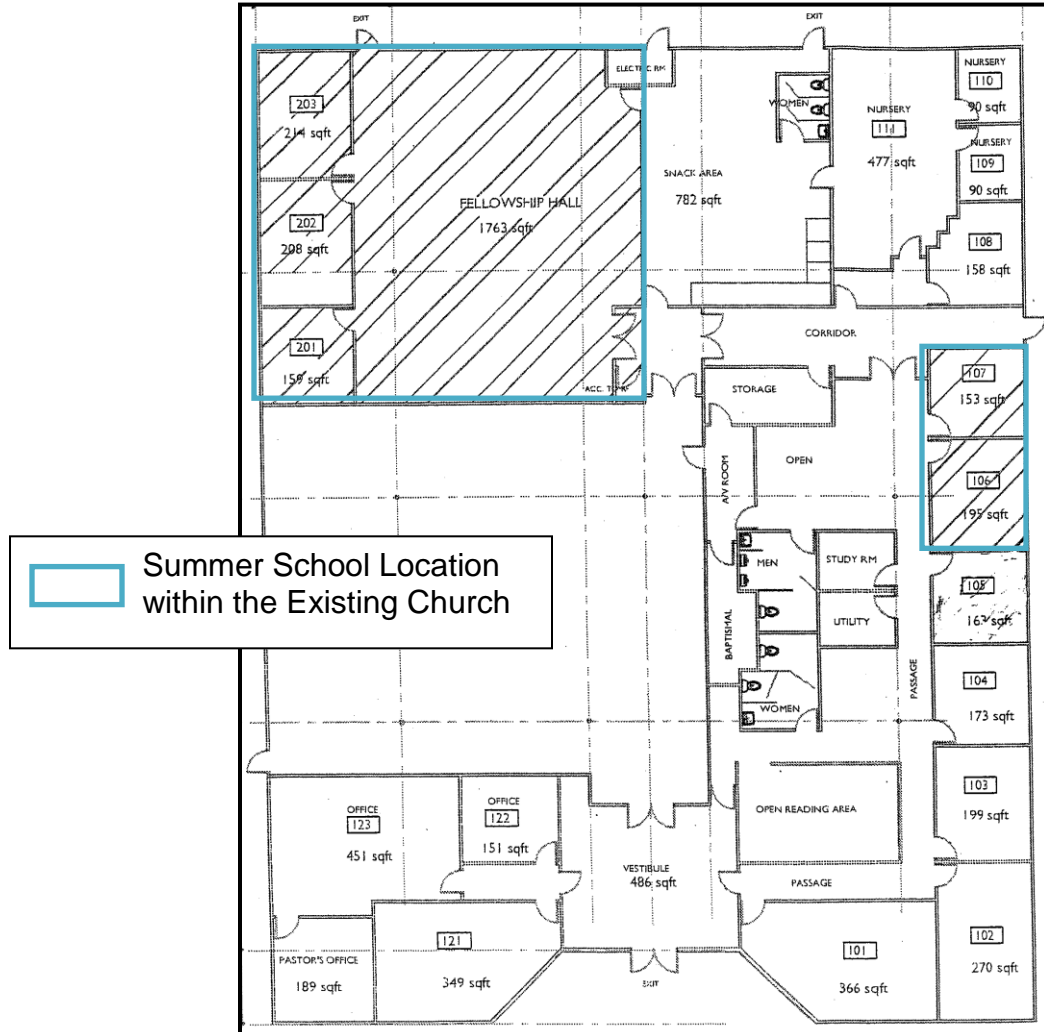 EXIT
EXIT
ELECTRIC RM
203
214 sqft
WOMEN
NURSERY
110
90 sqft
NURSERY
111
477 sqft
NURSERY
109
90 sqft
SNACK AREA
782 sqft
FELLOWSHIP HALL
1763 sqft
202
208 sqft
108
158 sqft
CORRIDOR
201
159 sqft
107
153 sqft
STORAGE
A/V ROOM
OPEN
106
195 sqft
Summer School Location
within the Existing Church
MEN
STUDY RM
105
BAPTISMAL
UTILITY
PASSAGE
104
173 sqft
WOMEN
103
199 sqft
OFFICE
123
451 sqft
OFFICE
122
151 sqft
OPEN READING AREA
VESTIBULE
486 sqft
PASSAGE
121
349 sqft
101
366 sqft
102
270 sqft
PASTOR'S OFFICE
189 sqft
EXIT